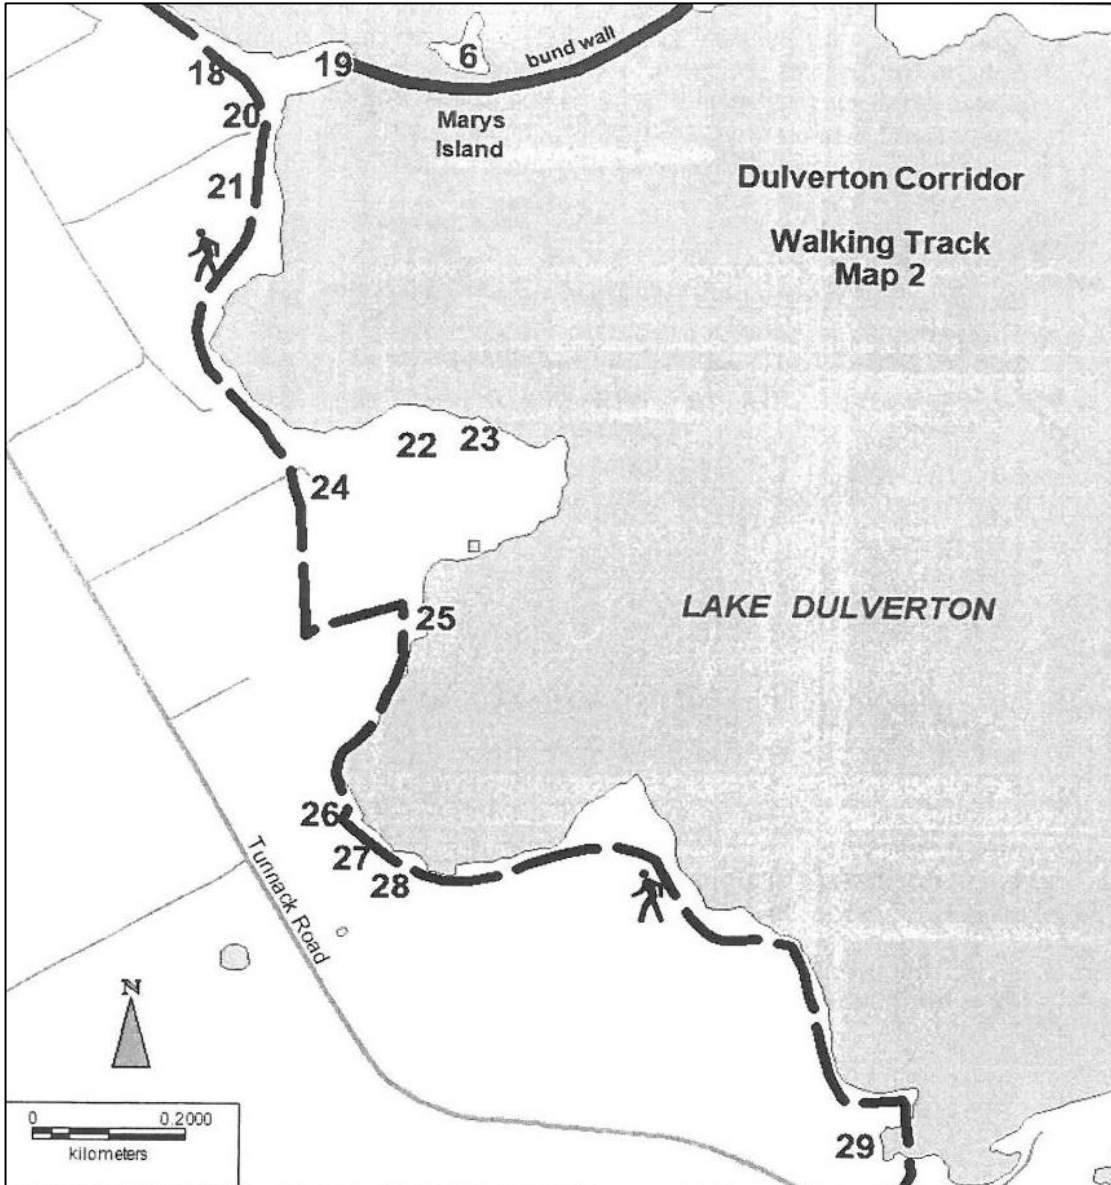 18
19
6
bund wall
20
Marys
Island
21
Dulverton Corridor
Walking Track
Map 2
22
23
24
25
LAKE DULVERTON
26
27
28
Tunnack Road
N
0 0.2000
kilometers
29